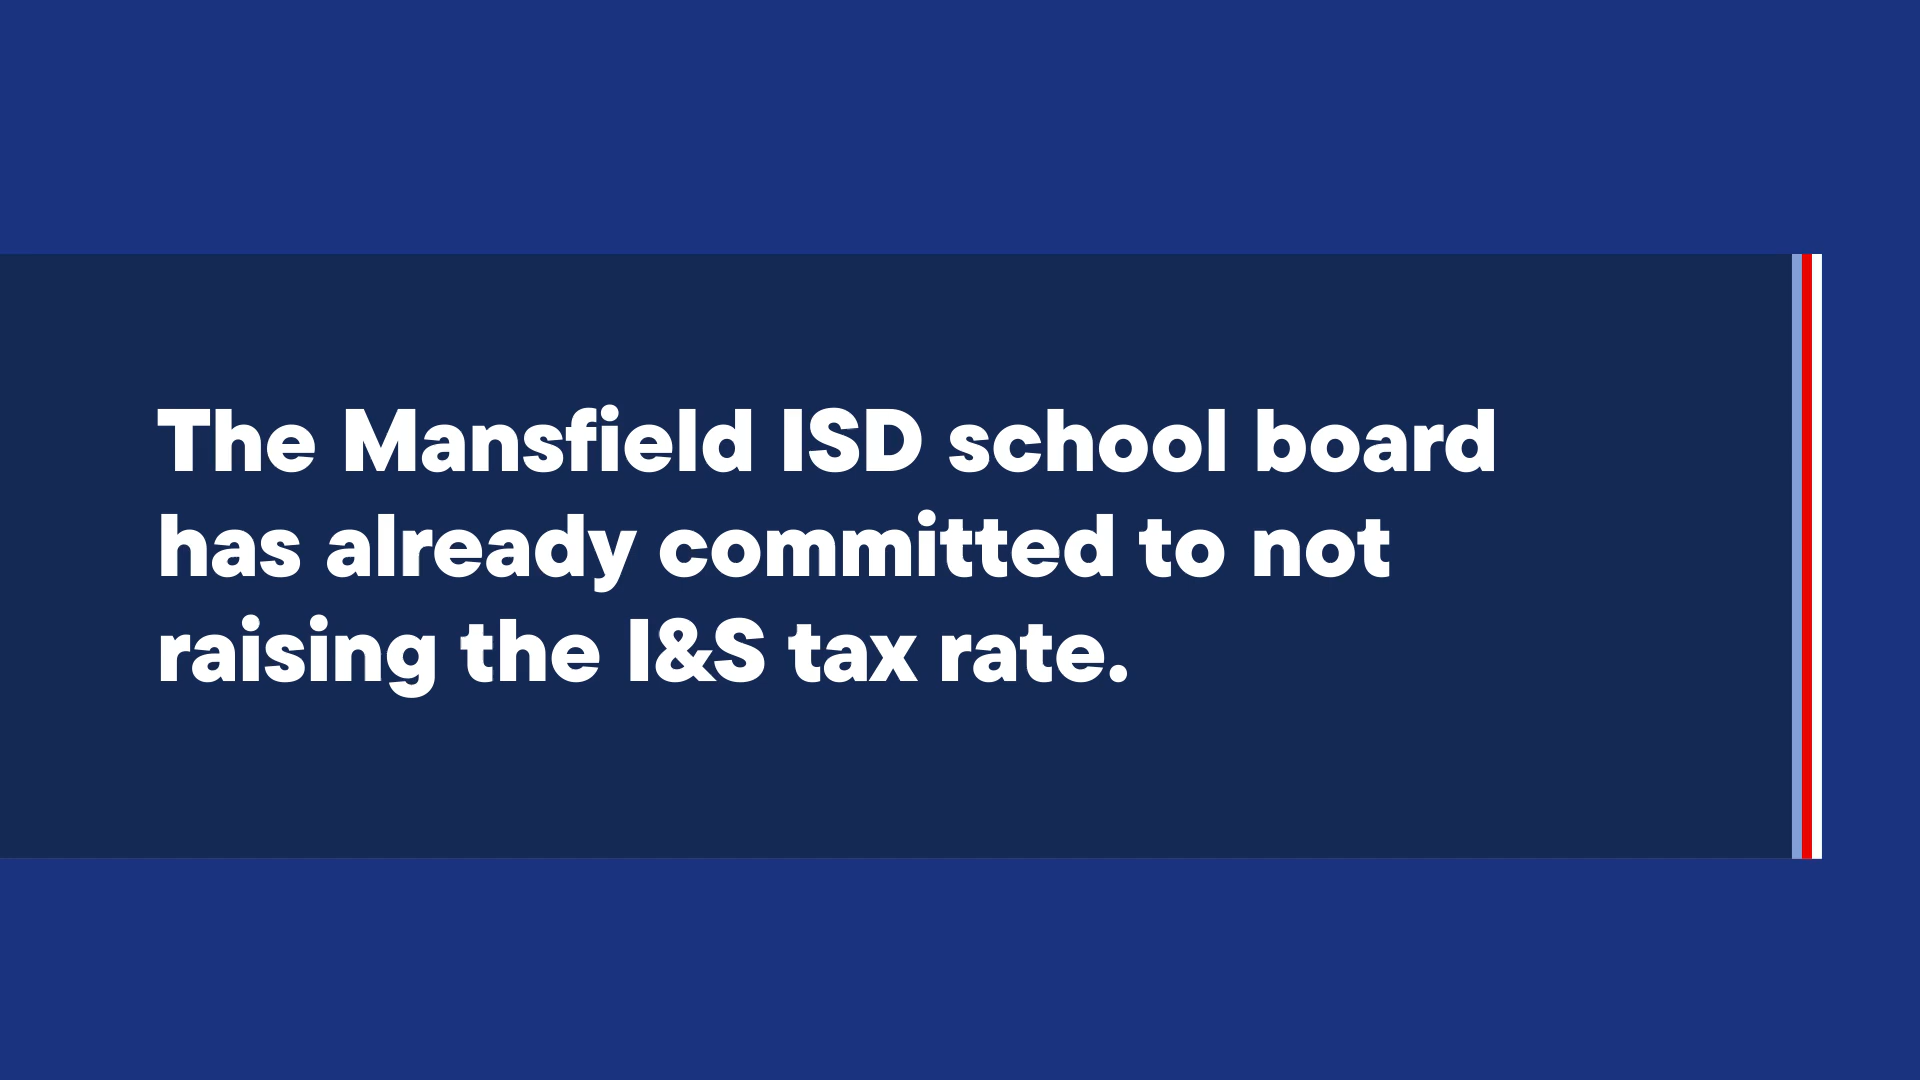 The Mansfield ISD school board
has already committed to not
raising the I&S tax rate.